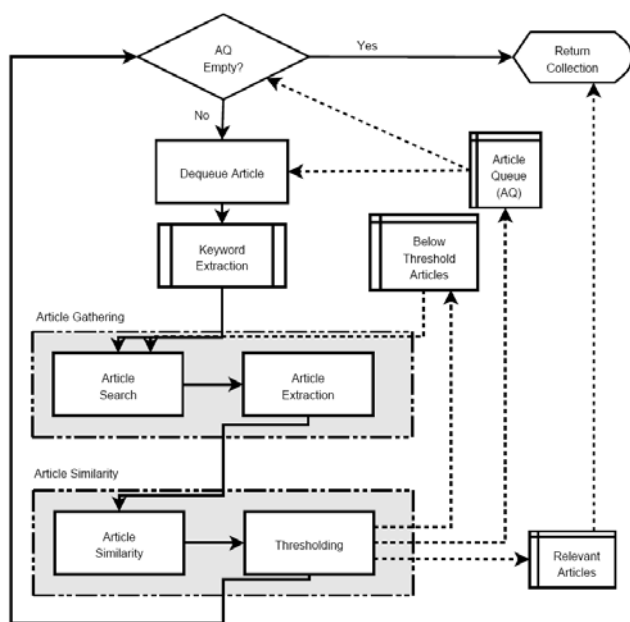 AQ
Empty?
Yes
Return
Collection
No
Dequeue Article
Article
Queue
(AQ)
Keyword
Extraction
Below
Threshold
Articles
Article Gathering
Article
Search
Article
Extraction
Article Similarity
Article
Similarity
Thresholding
Relevant
Articles